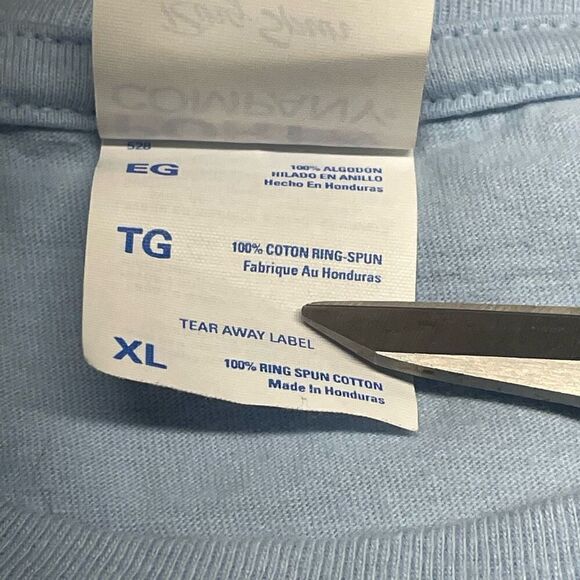 COMPANY
528
EG
100% ALGODON
HILADO EN ANILLO
Hecho En Honduras
TG
100% COTON RING-SPUN
Fabrique Au Honduras
TEAR AWAY LABEL
XL
100% RING SPUN COTTON
Made In Honduras